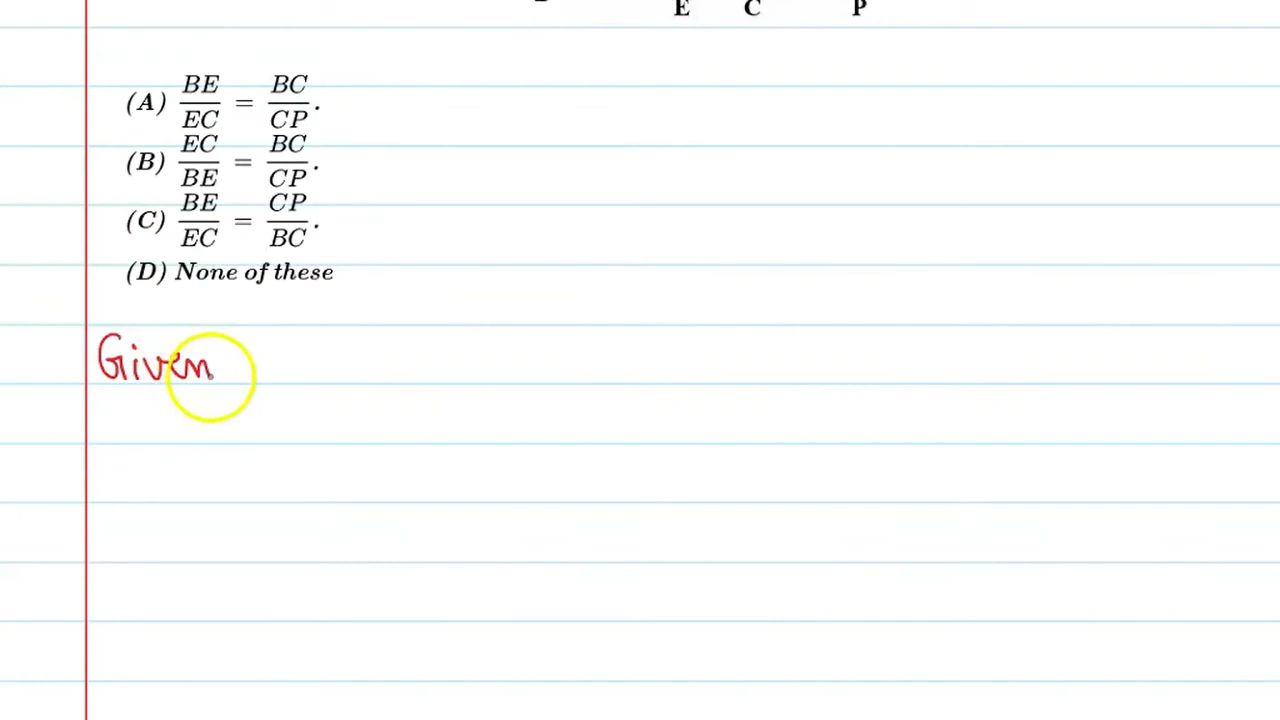 E C P
(A) BE/EC = BC/CP.
(B) EC/BE = BC/CP.
(C) BE/EC = CP/BC.
(D) None of these
Given